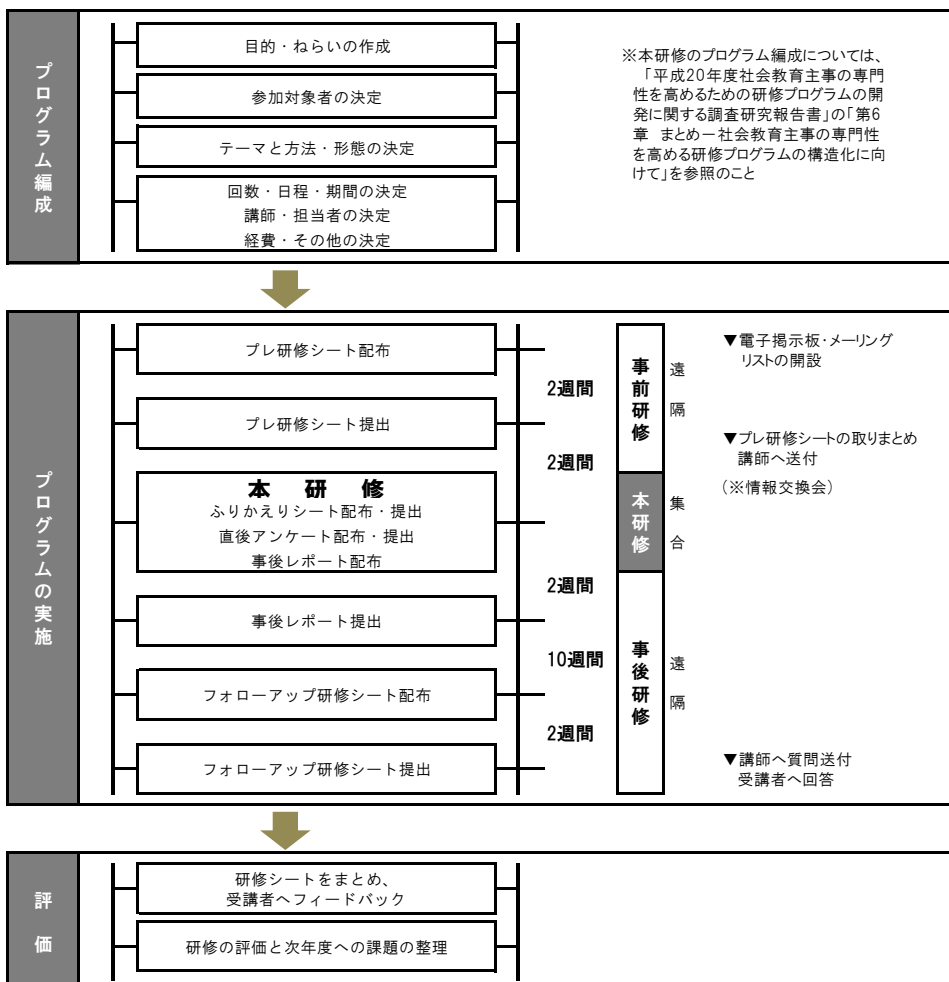 プログラム編成
目的・ねらいの作成
参加対象者の決定
テーマと方法・形態の決定
回数・日程・期間の決定
講師・担当者の決定
経費・その他の決定
※本研修のプログラム編成については、
「平成20年度社会教育主事の専門
性を高めるための研修プログラムの開
発に関する調査研究報告書」の「第6
章 まとめー社会教育主事の専門性
を高める研修プログラムの構造化に向
けて」を参照のこと
プログラムの実施
プレ研修シート配布
プレ研修シート提出
本 研 修
ふりかえりシート配布・提出
直後アンケート配布・提出
事後レポート配布
事後レポート提出
フォローアップ研修シート配布
フォローアップ研修シート提出
2週間
2週間
2週間
10週間
2週間
事前研修
遠隔
本研修
集合
事後研修
遠隔
▼電子掲示板・メーリング
リストの開設
▼プレ研修シートの取りまとめ
講師へ送付
(※情報交換会)
▼講師へ質問送付
受講者へ回答
評価
研修シートをまとめ、
受講者へフィードバック
研修の評価と次年度への課題の整理